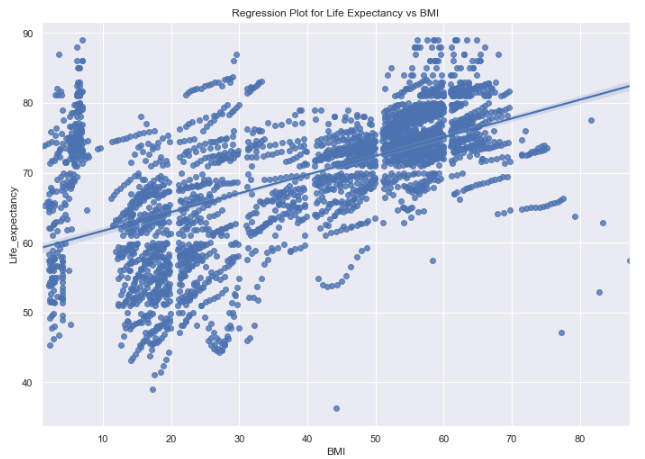 Regression Plot for Life Expectancy vs BMI
90
80
70
60
50
40
Life_expectancy
10 20 30 40 50 60 70 80
BMI